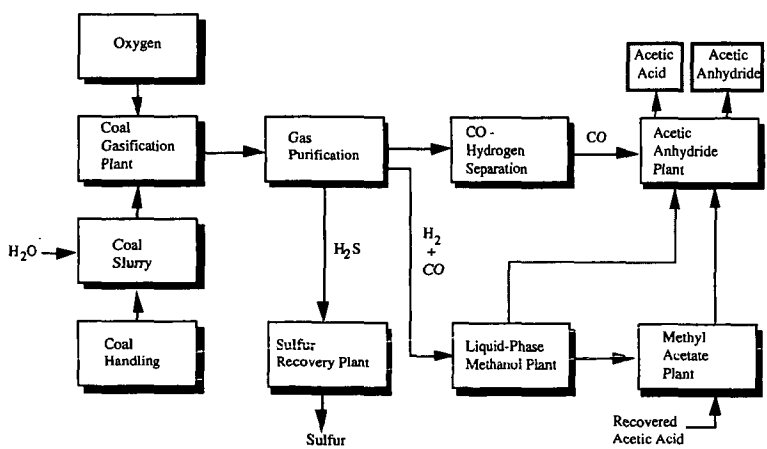 Oxygen
Acetic
Acid
Acetic
Anhydride
Coal
Gasification
Plant
Gas
Purification
CO -
Hydrogen
Separation
CO
Acetic
Anhydride
Plant
H2O
Coal
Slurry
H2S
H2
+
CO
Coal
Handling
Sulfur
Recovery Plant
Liquid-Phase
Methanol Plant
Methyl
Acetate
Plant
Sulfur
Recovered
Acetic Acid